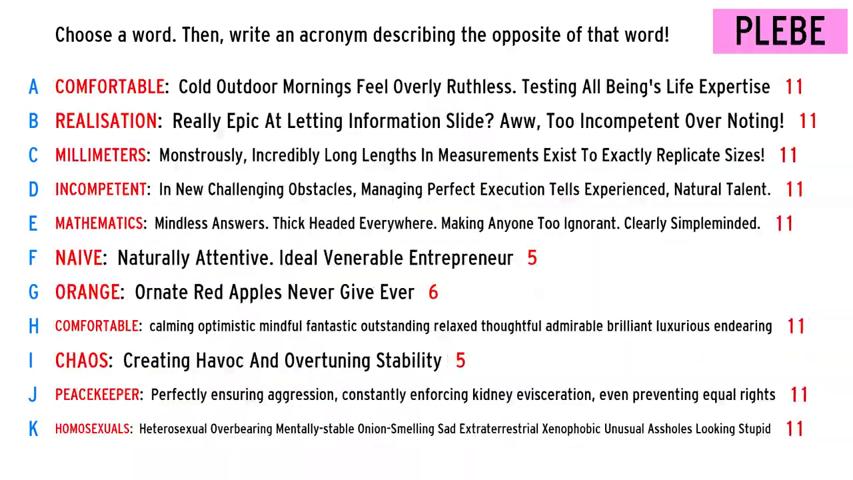 Choose a word. Then, write an acronym describing the opposite of that word!
PLEBE
A COMFORTABLE: Cold Outdoor Mornings Feel Overly Ruthless. Testing All Being's Life Expertise 11
B REALISATION: Really Epic At Letting Information Slide? Aww, Too Incompetent Over Noting! 11
C MILLIMETERS: Monstrously, Incredibly Long Lengths In Measurements Exist To Exactly Replicate Sizes! 11
D INCOMPETENT: In New Challenging Obstacles, Managing Perfect Execution Tells Experienced, Natural Talent. 11
E MATHEMATICS: Mindless Answers. Thick Headed Everywhere. Making Anyone Too Ignorant. Clearly Simpleminded. 11
F NAIVE: Naturally Attentive. Ideal Venerable Entrepreneur 5
G ORANGE: Ornate Red Apples Never Give Ever 6
H COMFORTABLE: calming optimistic mindful fantastic outstanding relaxed thoughtful admirable brilliant luxurious endearing 11
I CHAOS: Creating Havoc And Overtuning Stability 5
J PEACEKEEPER: Perfectly ensuring aggression, constantly enforcing kidney evisceration, even preventing equal rights 11
K HOMOSEXUALS: Heterosexual Overbearing Mentally-stable Onion-Smelling Sad Extraterrestrial Xenophobic Unusual Assholes Looking Stupid 11